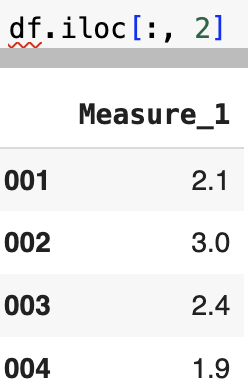 df.iloc[:, 2]
Measure_1
001 2.1
002 3.0
003 2.4
004 1.9